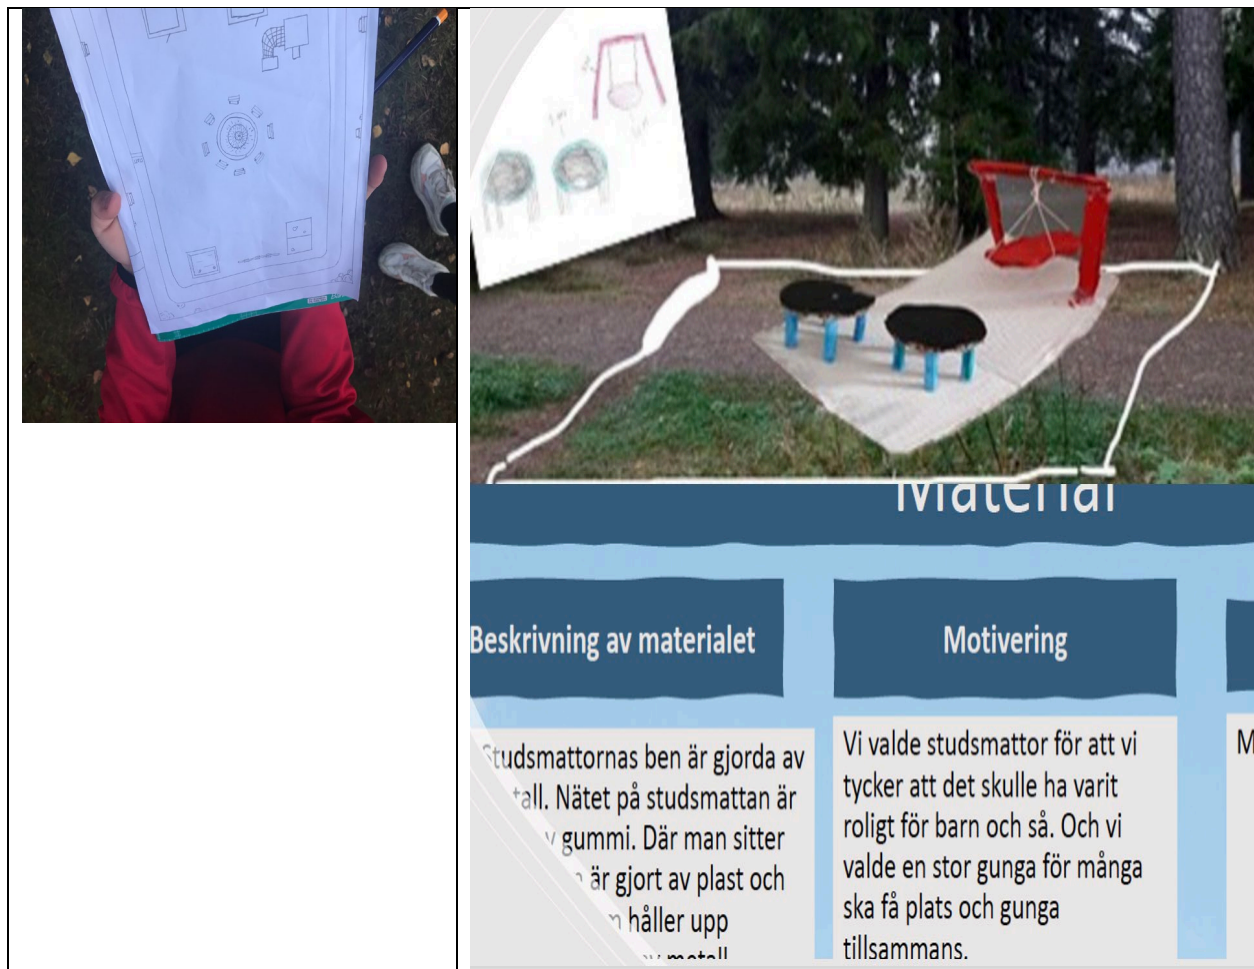 Material
Beskrivning av materialet
Studsmattornas ben är gjorda av
tall. Nätet på studsmattan är
gummi. Där man sitter
är gjort av plast och
håller upp
metall
Motivering
Vi valde studsmattor för att vi
tycker att det skulle ha varit
roligt för barn och så. Och vi
valde en stor gunga för många
ska få plats och gunga
tillsammans.
M